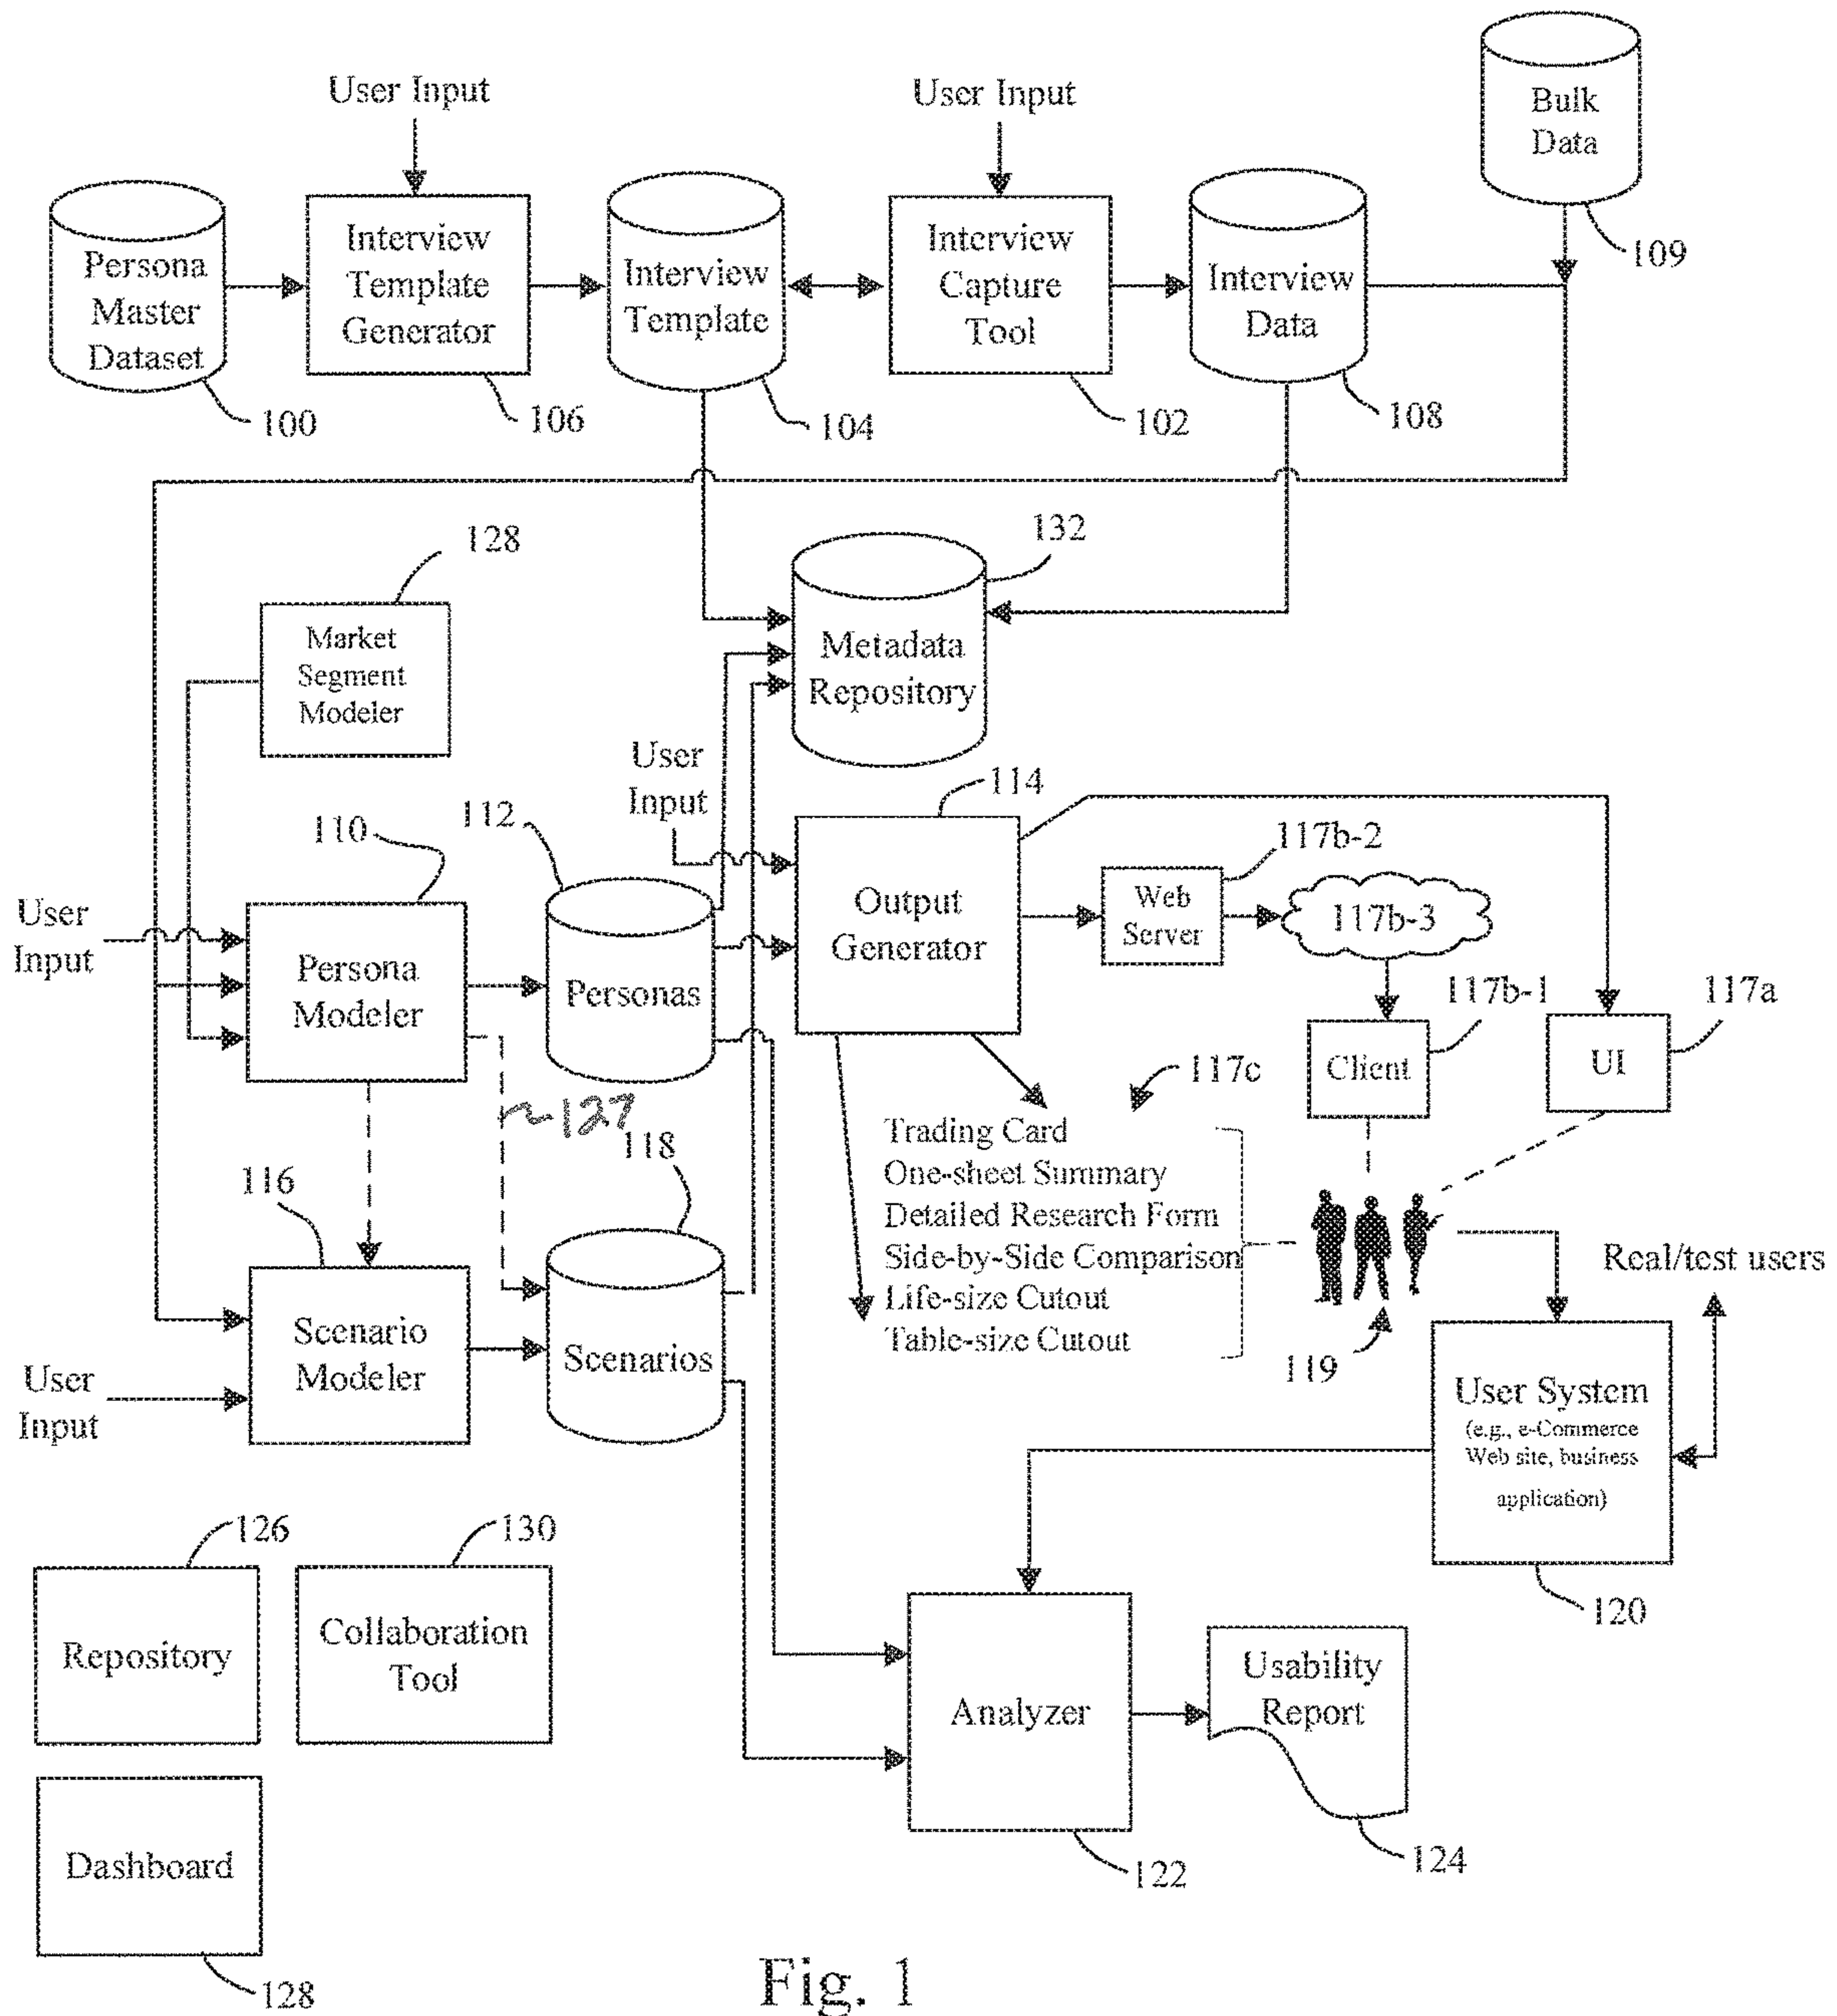 User Input
User Input
Bulk
Data
109
Persona
Master
Dataset
100
Interview
Template
Generator
106
Interview
Template
104
Interview
Capture
Tool
102
Interview
Data
108
128
Market
Segment
Modeler
132
Metadata
Repository
User
Input
114
Output
Generator
110
112
User
Input
Persona
Modeler
Personas
117b-2
Web
Server
117b-3
117b-1
Client
117a
UI
117c
127
118
116
Trading Card
One-sheet Summary
Detailed Research Form
Side-by-Side Comparison
Life-size Cutout
Table-size Cutout
119
Real/test users
User
Input
Scenario
Modeler
Scenarios
User System
(e.g., e-Commerce
Web site, business
application)
120
126
Repository
130
Collaboration
Tool
Analyzer
122
Usability
Report
124
Dashboard
128
Fig. 1